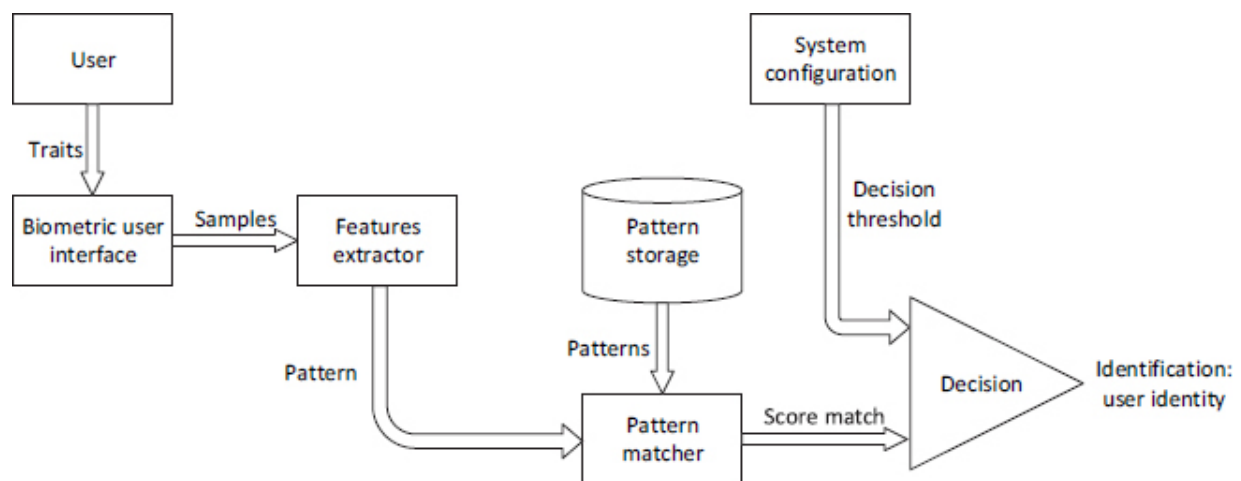 User
System
configuration
Traits
Biometric user
interface
Samples
Features
extractor
Pattern
storage
Decision
threshold
Pattern
Patterns
Pattern
matcher
Score match
Decision
Identification:
user identity